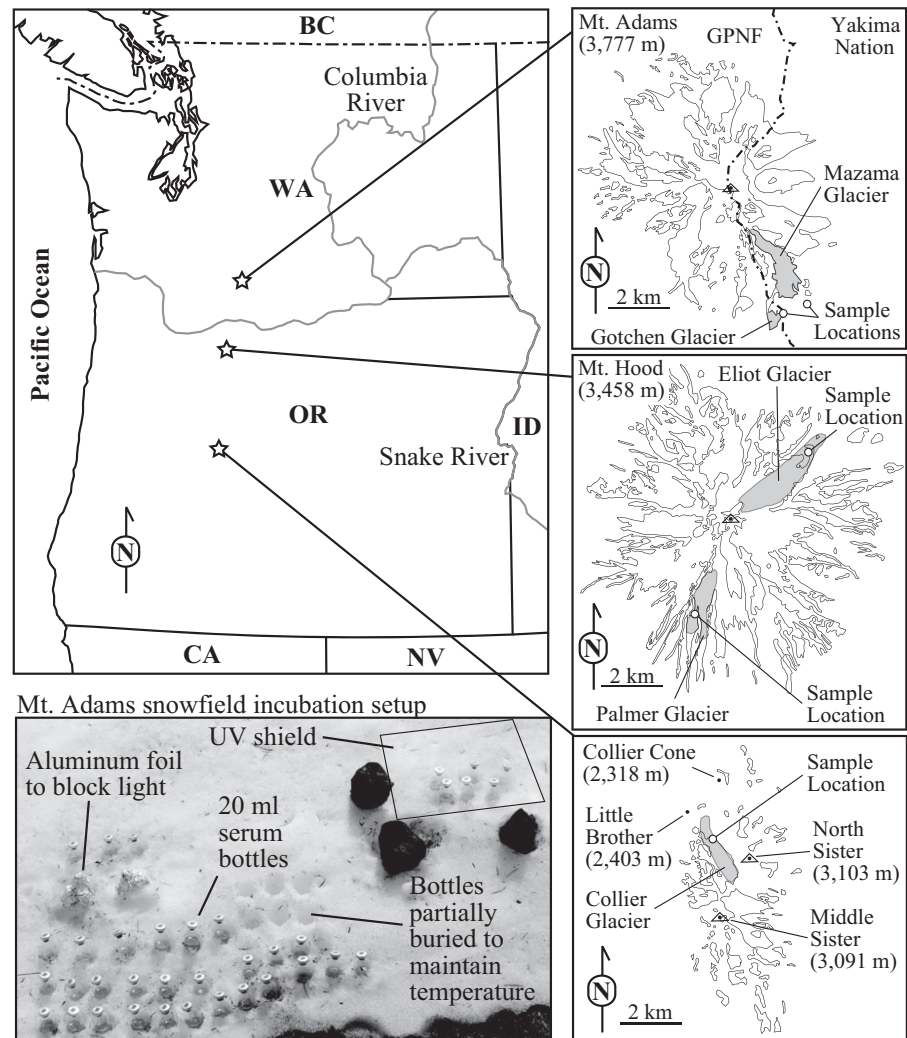 BC
Columbia
River
WA
Pacific Ocean
OR
ID
Snake River
N
CA
NV
Mt. Adams
(3,777 m)
GPNF
Yakima
Nation
Mazama
Glacier
N
2 km
Sample
Locations
Gotchen Glacier
Mt. Hood
(3,458 m)
Eliot Glacier
Sample
Location
N
2 km
Palmer Glacier
Sample
Location
Collier Cone
(2,318 m)
Sample
Location
Little
Brother
(2,403 m)
North
Sister
(3,103 m)
Collier
Glacier
Middle
Sister
(3,091 m)
N
2 km
Mt. Adams snowfield incubation setup
UV shield
Aluminum foil
to block light
20 ml
serum
bottles
Bottles
partially
buried to
maintain
temperature